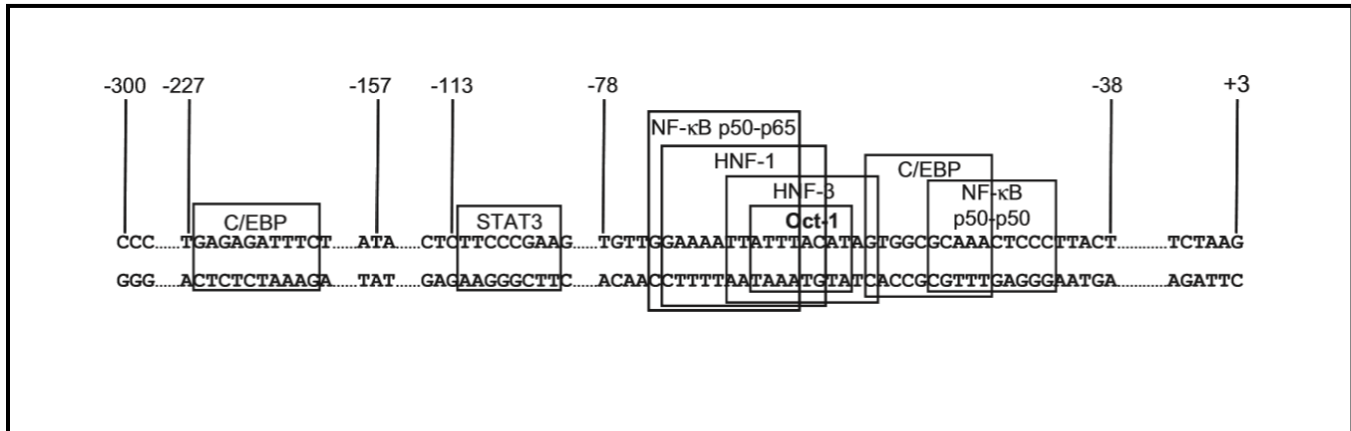 -300 -227 -157 -113 -78 -38 +3
NF-κB p50-p65
HNF-1
C/EBP
HNF-3
NF-κB
p50-p50
C/EBP
STAT3
Oct-1
CCC......TGAGAGATTTCT.....ATA......CTCTTCCCGAAG......TGTTGGAAAATTATTTACATAGTGGCGCAAACTCCCTTACT............TCTAAG
GGG.....ACTCTCTAAAGA......TAT......GAGAAGGGCTTC......ACAACCTTTTAATAAATGTATCACCGCGTTTGAGGGAATGA............AGATTC